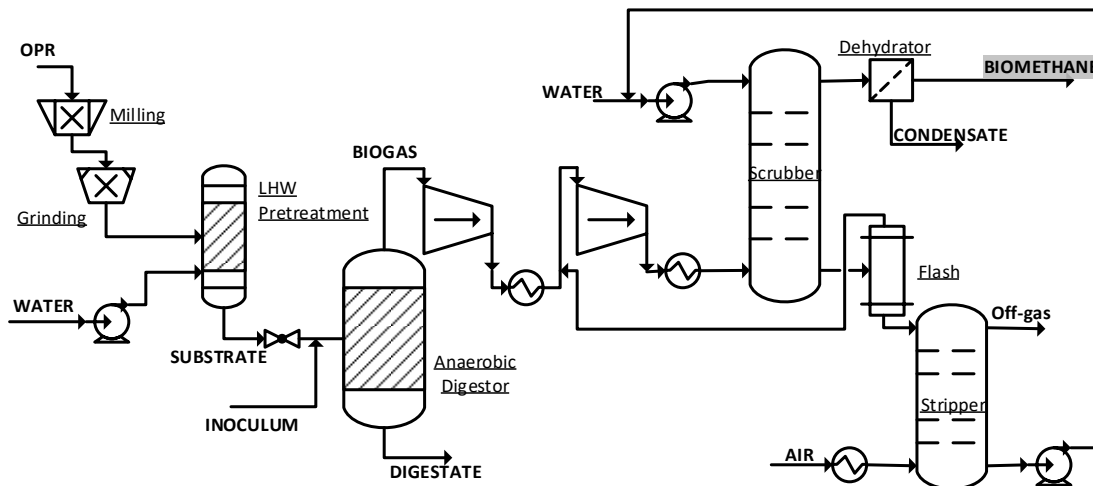 OPR
Milling
Grinding
WATER
LHW
Pretreatment
SUBSTRATE
INOCULUM
BIOGAS
Anaerobic
Digestor
DIGESTATE
WATER
Scrubber
Dehydrator
BIOMETHANE
CONDENSATE
Flash
Off-gas
Stripper
AIR